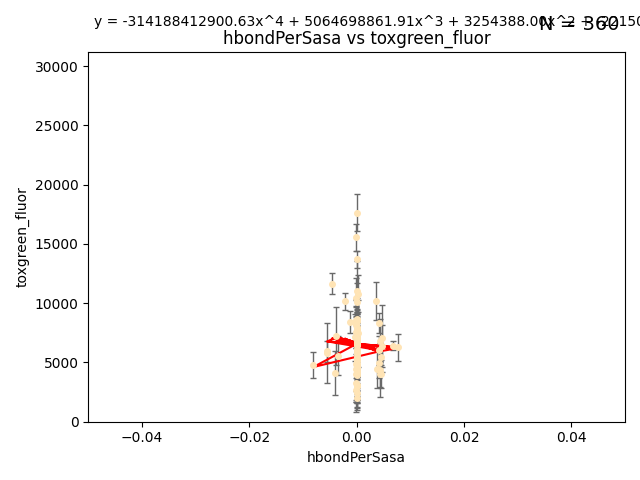 y = -314188412900.63x^4 + 5064698861.91x^3 + 3254388.00x^2 +
N = 360
hbondPerSasa vs toxgreen_fluor
30000
25000
20000
15000
10000
5000
0
toxgreen_fluor
−0.04 −0.02 0.00 0.02 0.04
hbondPerSasa